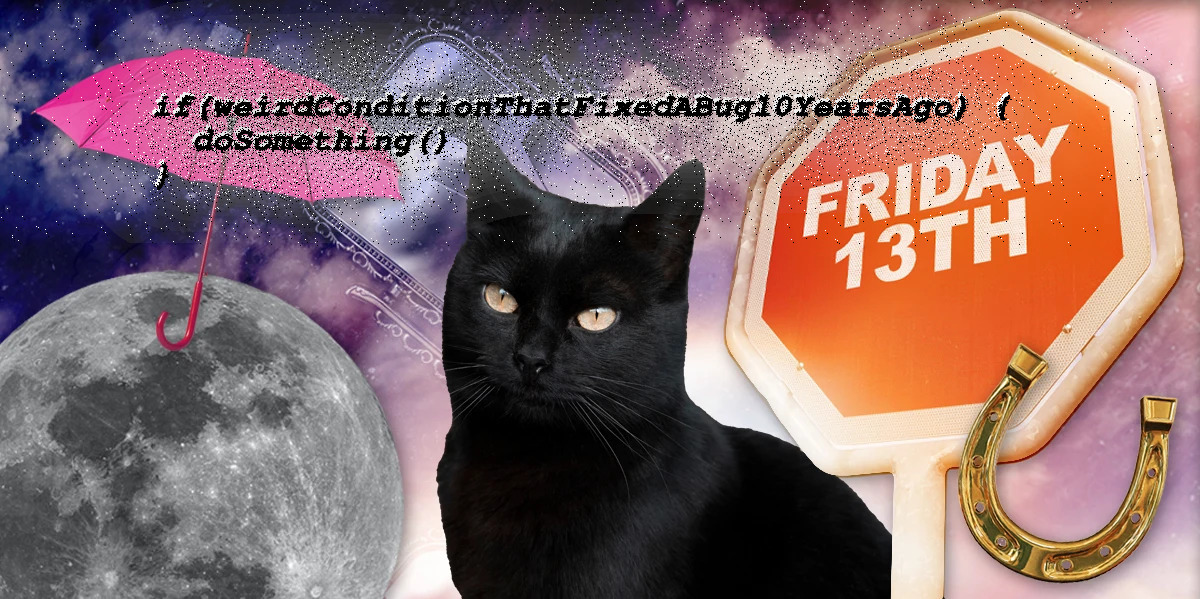 if(weirdConditionThatFixedABug10YearsAgo) {
doSomething()
}
FRIDAY
13TH